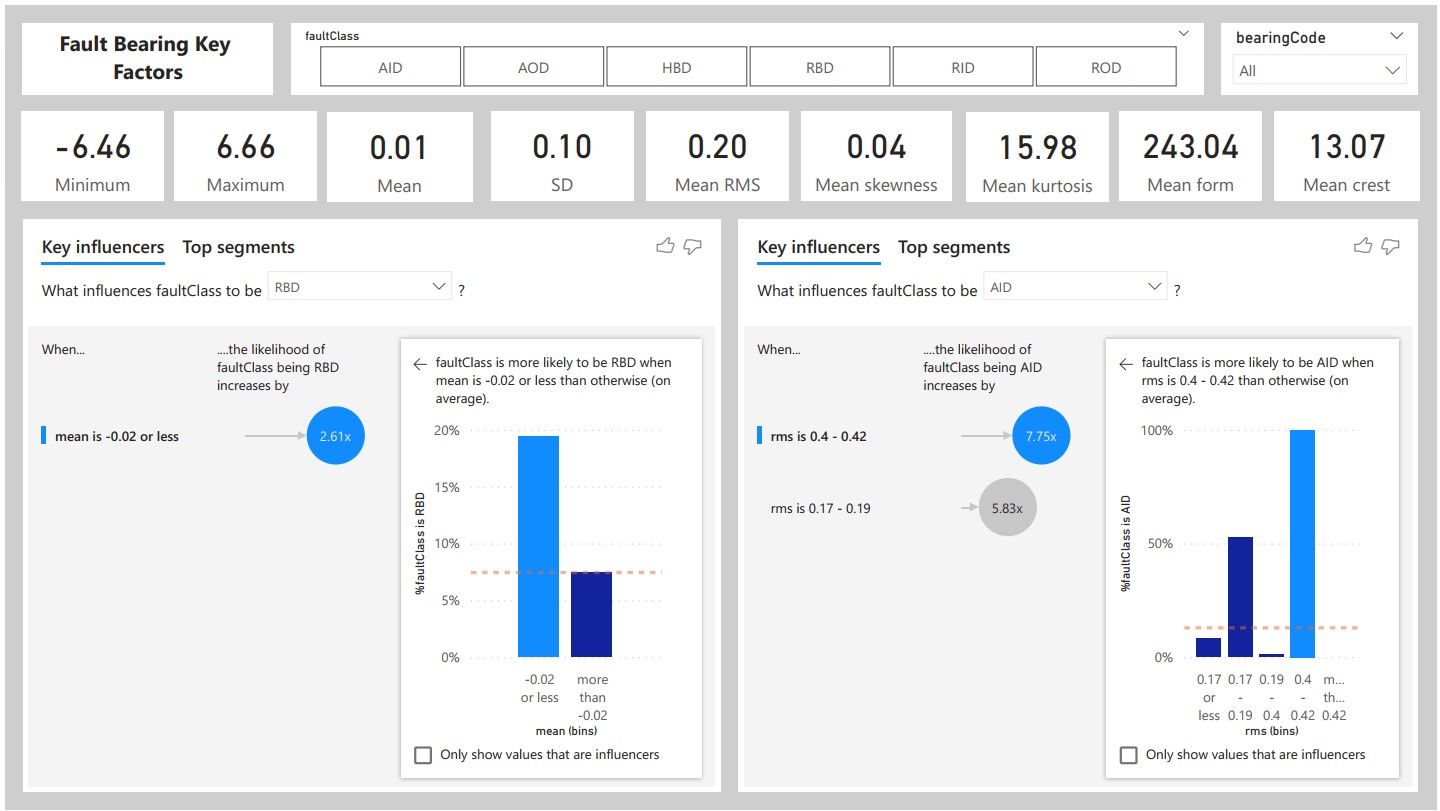 Fault Bearing Key
Factors
faultClass
AID AOD HBD RBD RID ROD
bearingCode
All
-6.46
Minimum
6.66
Maximum
0.01
Mean
0.10
SD
0.20
Mean RMS
0.04
Mean skewness
15.98
Mean kurtosis
243.04
Mean form
13.07
Mean crest
Key influencers Top segments
What influences faultClass to be RBD ?
When...
....the likelihood of
faultClass being RBD
increases by
mean is -0.02 or less
2.61x
faultClass is more likely to be RBD when
mean is -0.02 or less than otherwise (on
average).
%faultClass is RBD
20%
15%
10%
5%
0%
-0.02
or less
more
than
-0.02
mean (bins)
Only show values that are influencers
Key influencers Top segments
What influences faultClass to be AID ?
When...
....the likelihood of
faultClass being AID
increases by
rms is 0.4 - 0.42
7.75x
rms is 0.17 - 0.19
5.83x
faultClass is more likely to be AID when
rms is 0.4 - 0.42 than otherwise (on
average).
%faultClass is AID
100%
50%
0%
0.17
or
less
0.17
-
0.19
0.19
-
0.4
0.4
-
0.42
m...
th...
0.42
rms (bins)
Only show values that are influencers